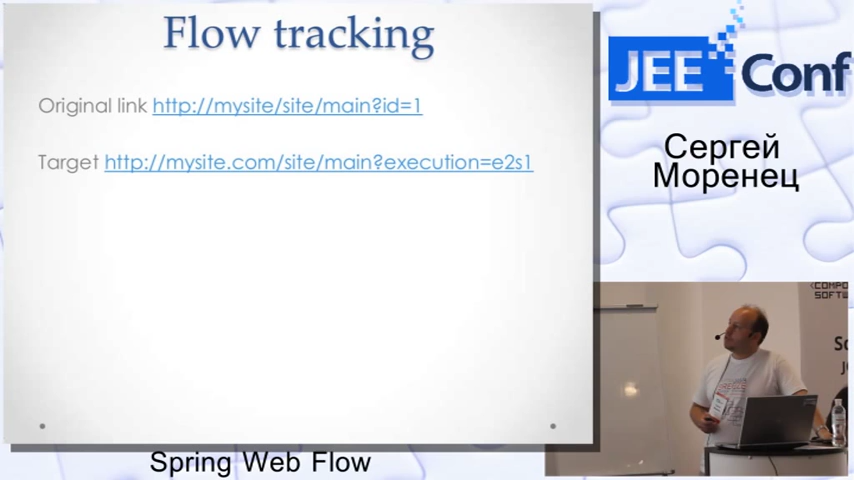 Flow tracking
Original link http://mysite/site/main?id=1
Target http://mysite.com/site/main?execution=e2s1
JEE Conf
Сергей
Моренец
Spring Web Flow